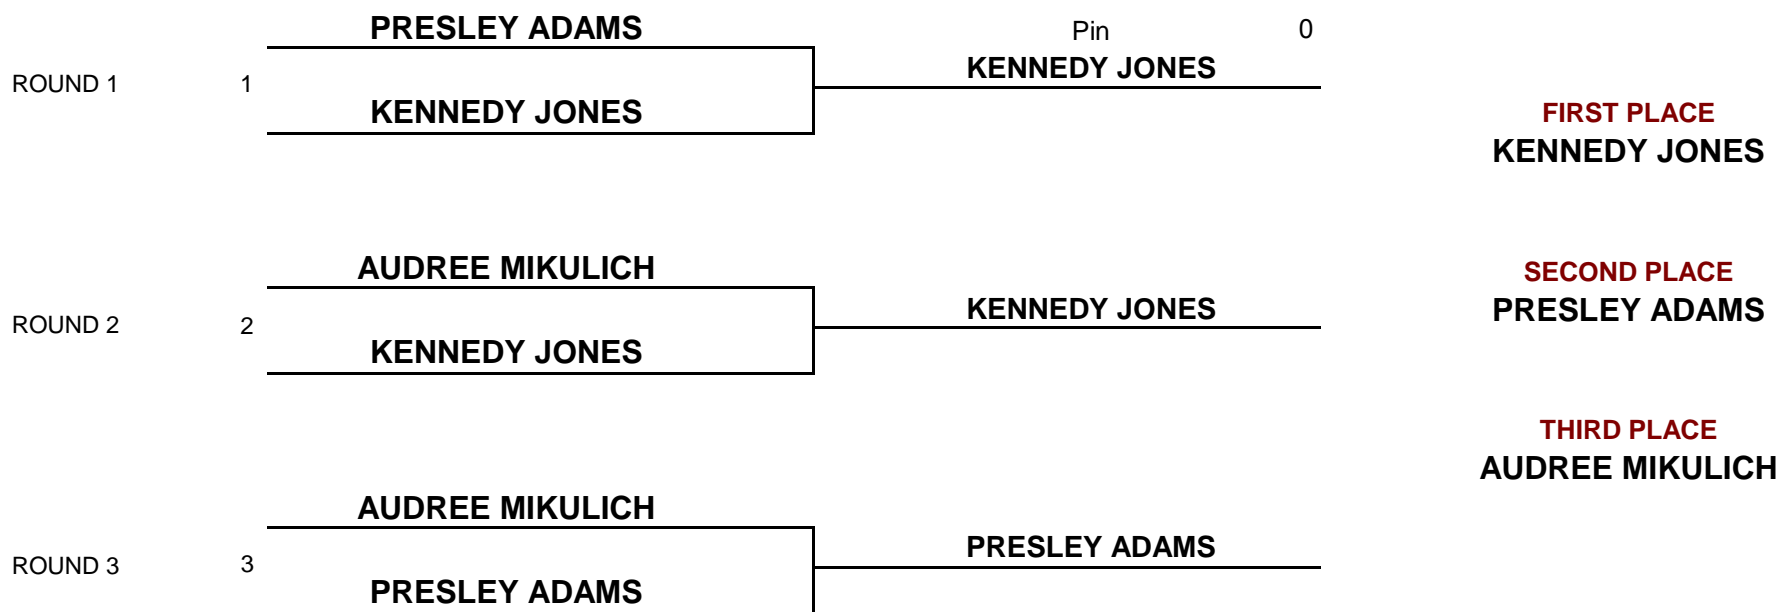 PRESLEY ADAMS
Pin 0
ROUND 1 1 KENNEDY JONES
KENNEDY JONES
FIRST PLACE
KENNEDY JONES
AUDREE MIKULICH
ROUND 2 2 KENNEDY JONES
KENNEDY JONES
SECOND PLACE
PRESLEY ADAMS
THIRD PLACE
AUDREE MIKULICH
AUDREE MIKULICH
ROUND 3 3 PRESLEY ADAMS
PRESLEY ADAMS